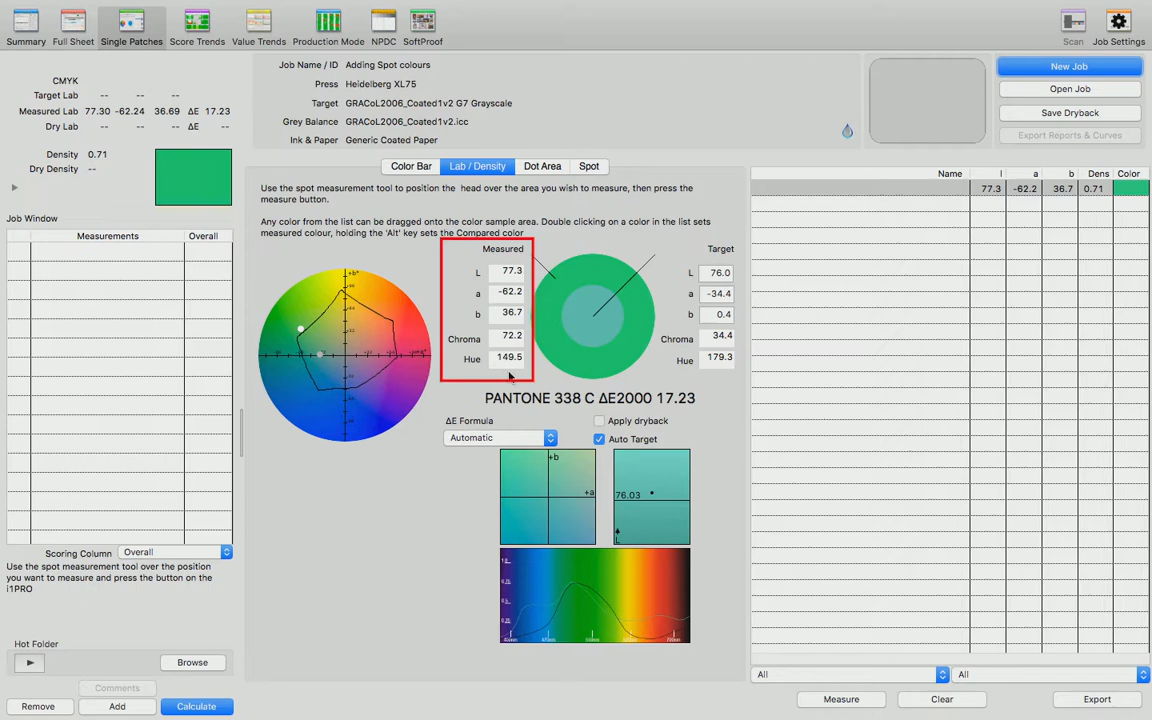 Summary Full Sheet Single Patches Score Trends Value Trends Production Mode NPDC SoftProof Scan Job Settings
CMYK
Target Lab -- -- --
Measured Lab 77.30 -62.24 36.69 ΔE 17.23
Dry Lab -- -- -- ΔE --
Density 0.71
Dry Density --
Job Window
Measurements Overall
Scoring Column Overall
Use the spot measurement tool over the position
you want to measure and press the button on the
i1PRO
Hot Folder
Browse
Comments
Remove Add Calculate
Job Name / ID Adding Spot colours
Press Heidelberg XL75
Target GRACoL2006_Coated1v2 G7 Grayscale
Grey Balance GRACoL2006_Coated1v2.icc
Ink & Paper Generic Coated Paper
Color Bar Lab / Density Dot Area Spot
Use the spot measurement tool to position the head over the area you wish to measure, then press the
measure button.
Any color from the list can be dragged onto the color sample area. Double clicking on a color in the list sets
measured colour, holding the 'Alt' key sets the Compared color
Measured Target
L 77.3 L 76.0
a -62.2 a -34.4
b 36.7 b 0.4
Chroma 72.2 Chroma 34.4
Hue 149.5 Hue 179.3
+b*
PANTONE 338 C ΔE2000 17.23
ΔE Formula Apply dryback
Automatic Auto Target
+b
+a
76.03
L
New Job
Open Job
Save Dryback
Export Reports & Curves
Name l a b Dens Color
77.3 -62.2 36.7 0.71
All All
Measure Clear Export